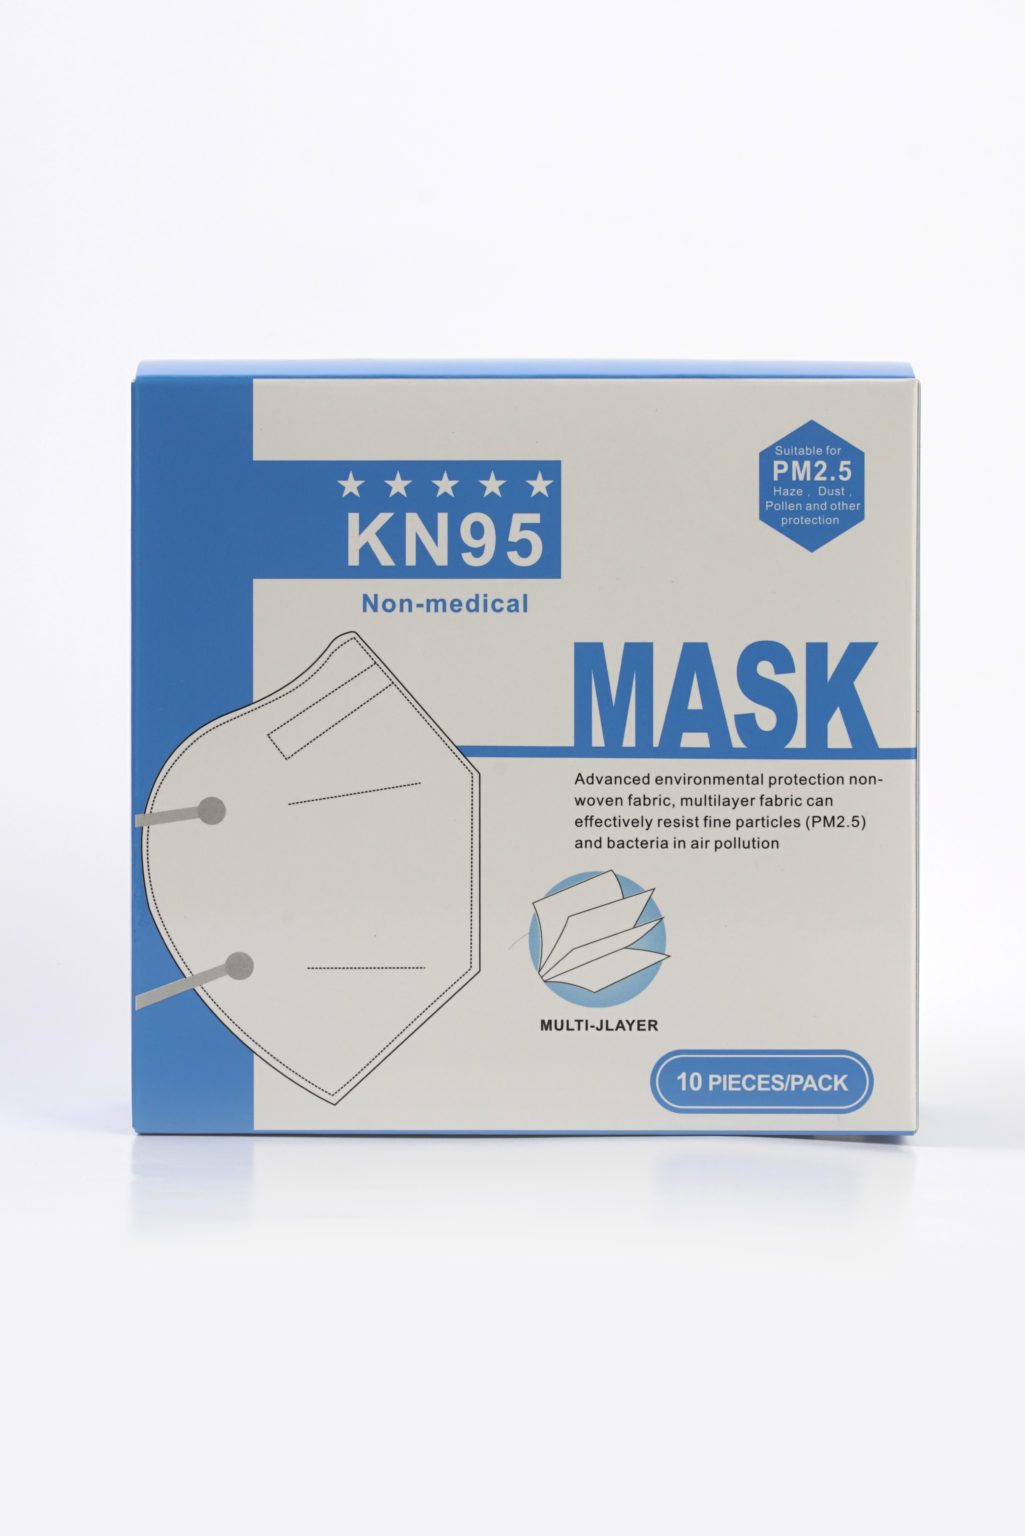 Suitable for
PM2.5
Haze , Dust ,
Pollen and other
protection
KN95
Non-medical
MASK
Advanced environmental protection non-
woven fabric, multilayer fabric can
effectively resist fine particles (PM2.5)
and bacteria in air pollution
MULTI-JLAYER
10 PIECES/PACK